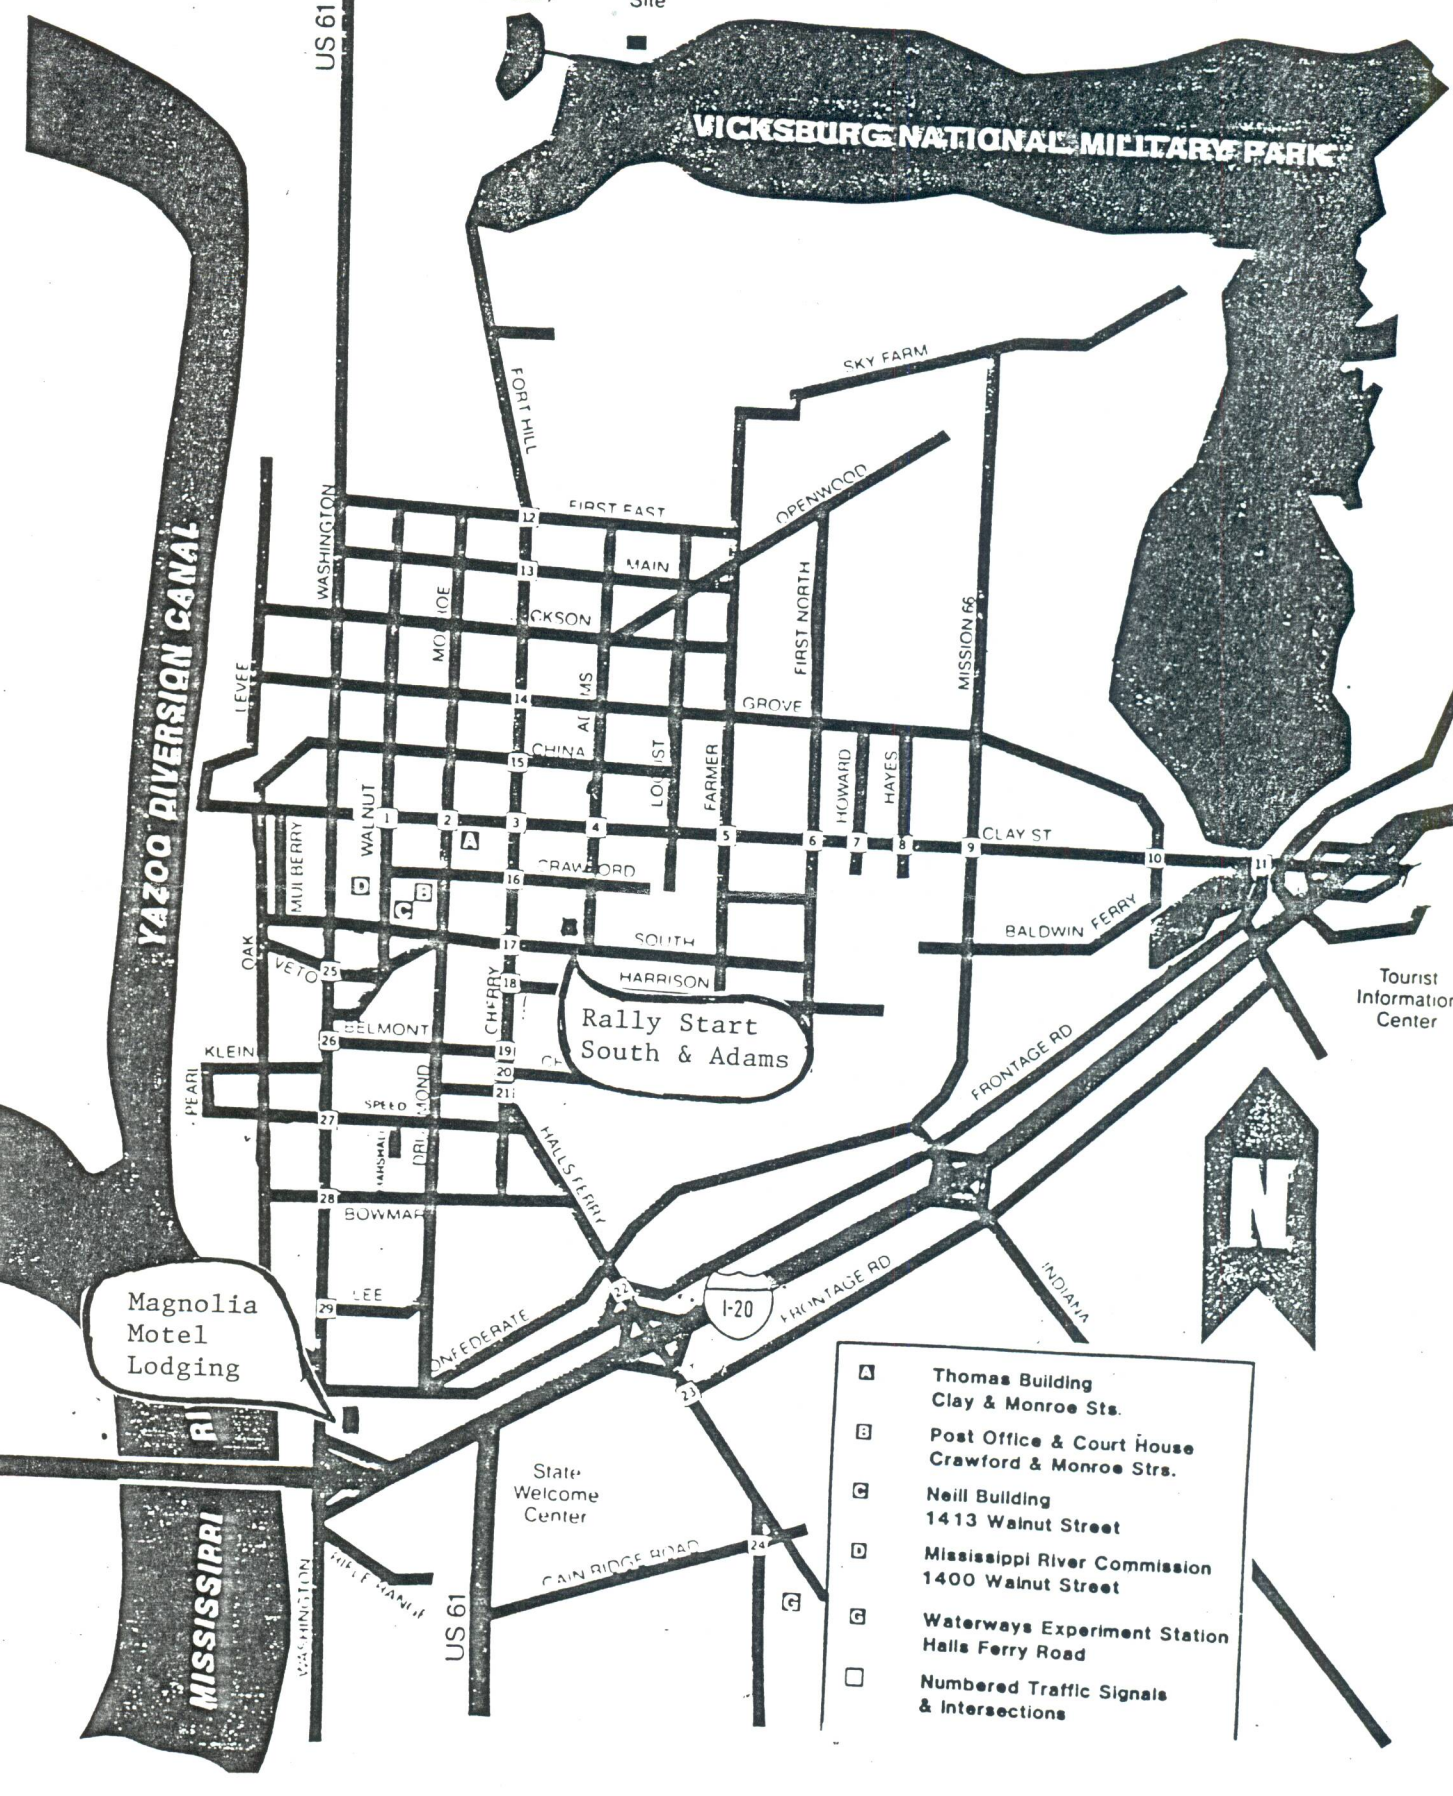 Site
US 61
VICKSBURG NATIONAL MILITARY PARK
SKY FARM
FORT HILL
OPENWOOD
FIRST EAST
12
WASHINGTON
MAIN
13
FIRST NORTH
MISSION 66
CKSON
YAZOO DIVERSION CANAL
LEVEE
14
GROVE
CHINA
15
FARMER
HOWARD
HAYES
WALNUT
MULBERRY
1
2
3
4
5
6
7
8
9
10
11
CLAY ST
A
CRAWFORD
16
D
B
C
OAK
17
SOUTH
BALDWIN FERRY
VETO
25
18
HARRISON
CHERRY
Tourist
Information
Center
Rally Start
South & Adams
BELMONT
26
19
20
21
CH
KLEIN
PEARL
SPEED
27
FRONTAGE RD
HALLS FERRY
28
BOWMAR
N
LEE
29
22
I-20
FRONTAGE RD
INDIANA
Magnolia
Motel
Lodging
ONFEDERATE
23
RI
MISSISSIPPI
State
Welcome
Center
24
CAIN RIDGE ROAD
RIFLE RANGE
WASHINGTON
US 61
G
A Thomas Building
Clay & Monroe Sts.
B Post Office & Court House
Crawford & Monroe Strs.
C Neill Building
1413 Walnut Street
D Mississippi River Commission
1400 Walnut Street
G Waterways Experiment Station
Halls Ferry Road
Numbered Traffic Signals
& Intersections